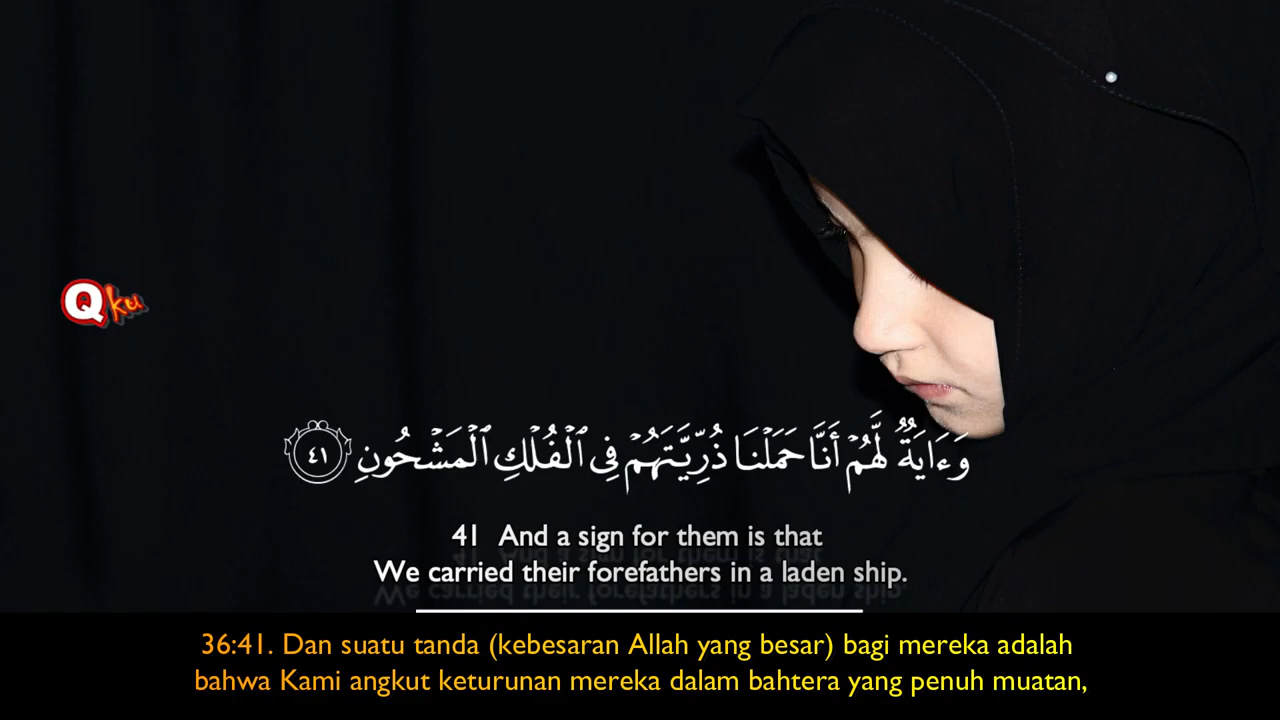 Qku
وَءَايَةٌ لَّهُمْ أَنَّا حَمَلْنَا ذُرِّيَّتَهُمْ فِى ٱلْفُلْكِ ٱلْمَشْحُونِ ٤١
41 And a sign for them is that
We carried their forefathers in a laden ship.
36:41. Dan suatu tanda (kebesaran Allah yang besar) bagi mereka adalah
bahwa Kami angkut keturunan mereka dalam bahtera yang penuh muatan,